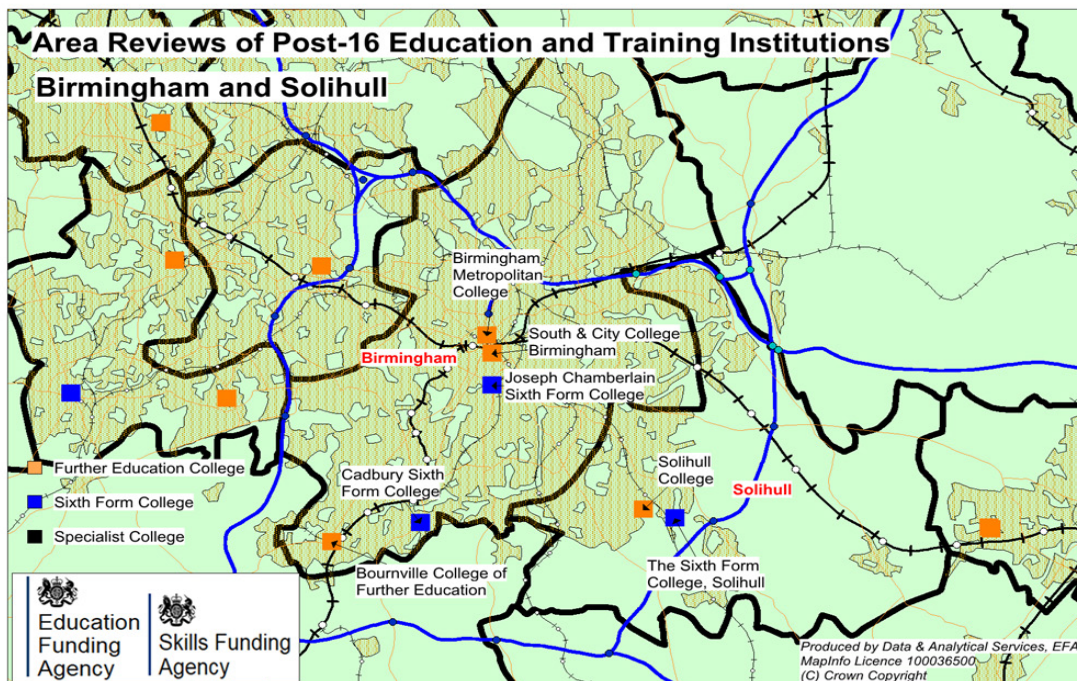 Area Reviews of Post-16 Education and Training Institutions
Birmingham and Solihull
Birmingham
Metropolitan
College
South & City College
Birmingham
Birmingham
Joseph Chamberlain
Sixth Form College
Further Education College
Sixth Form College
Specialist College
Cadbury Sixth
Form College
Solihull
College
Solihull
Bournville College of
Further Education
The Sixth Form
College, Solihull
Education
Funding
Agency
Skills Funding
Agency
Produced by Data & Analytical Services, EFA
MapInfo Licence 100036500
(C) Crown Copyright